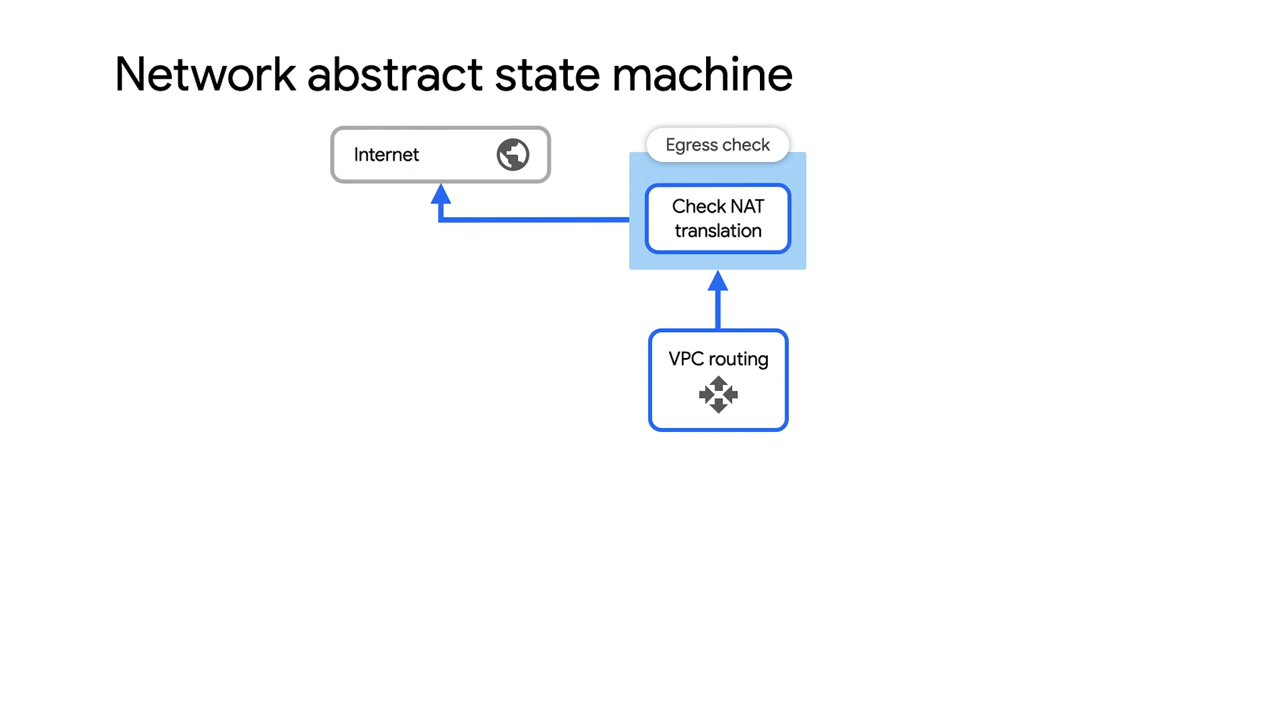 Network abstract state machine
Internet
Egress check
Check NAT
translation
VPC routing